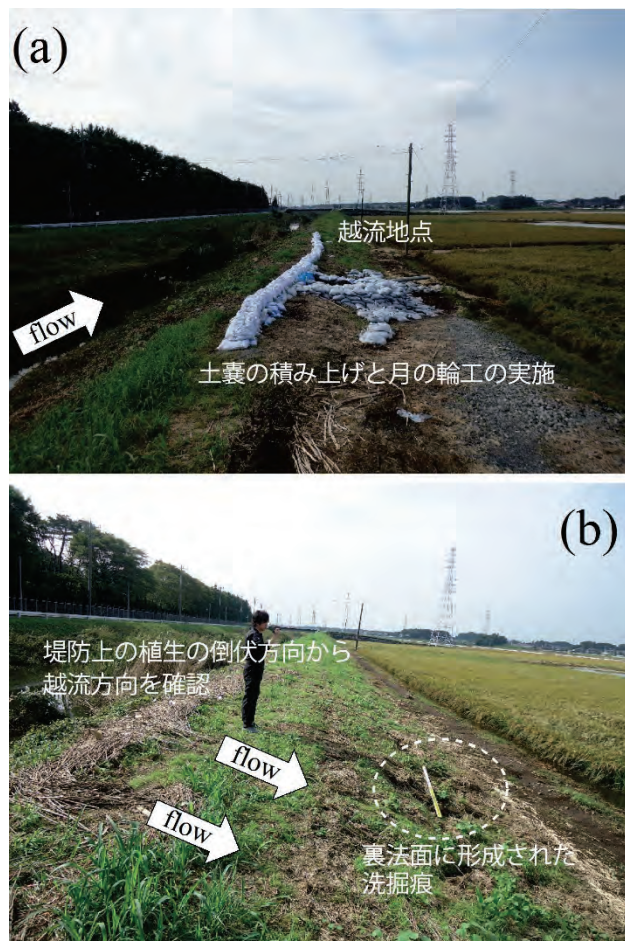 (a)
越流地点
flow
土嚢の積み上げと月の輪工の実施
(b)
堤防上の植生の倒伏方向から
越流方向を確認
flow
flow
裏法面に形成された
洗掘痕